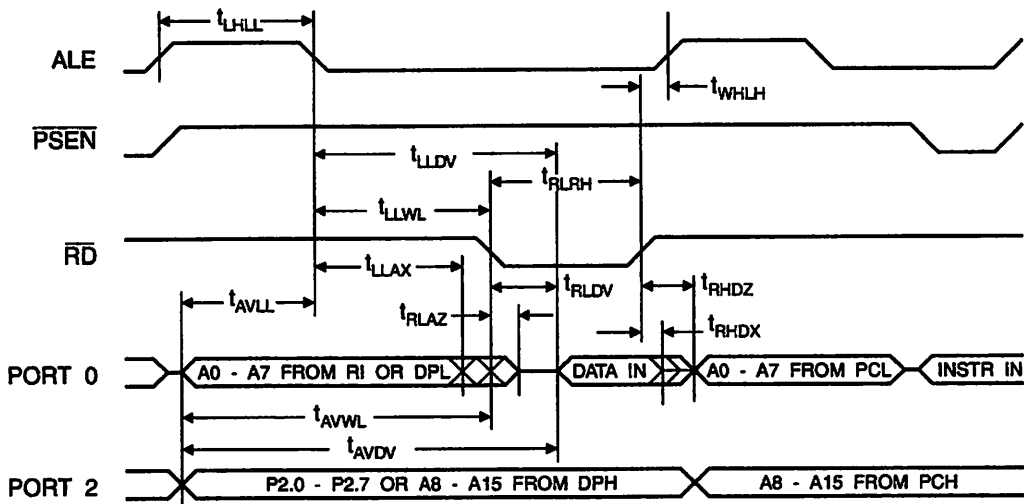 tLHLL
ALE
tWHLH
PSEN
tLLDV
tRLRH
tLLWL
RD
tLLAX
tRLDV
tRHDZ
tAVLL
tRLAZ
tRHDX
PORT 0 A0 - A7 FROM RI OR DPL DATA IN A0 - A7 FROM PCL INSTR IN
tAVWL
tAVDV
PORT 2 P2.0 - P2.7 OR A8 - A15 FROM DPH A8 - A15 FROM PCH